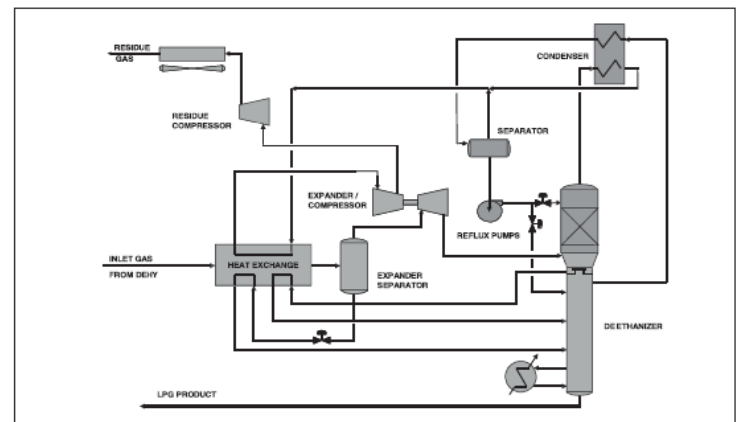 RESIDUE
GAS
CONDENSER
RESIDUE
COMPRESSOR
SEPARATOR
EXPANDER /
COMPRESSOR
REFLUX PUMPS
INLET GAS
FROM DEHY
HEAT EXCHANGE
EXPANDER
SEPARATOR
DEETHANIZER
LPG PRODUCT